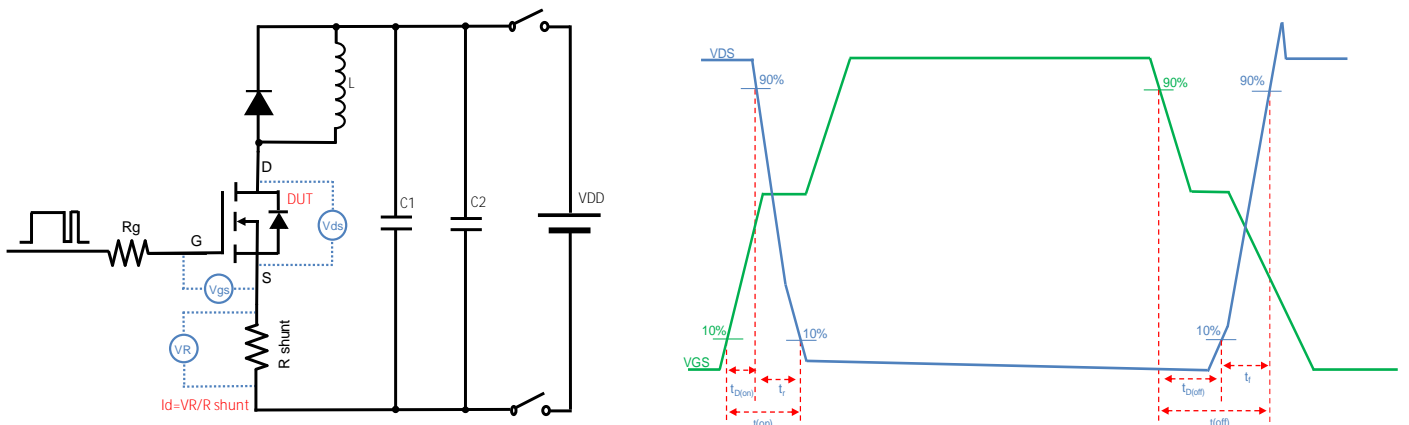 L
D
DUT
C1
C2
VDD
Rg
G
Vds
S
Vgs
VR
R shunt
Id=VR/R shunt
VDS
90%
90%
90%
10%
10%
10%
VGS
tD(on)
tr
tD(off)
tf
t(on)
t(off)